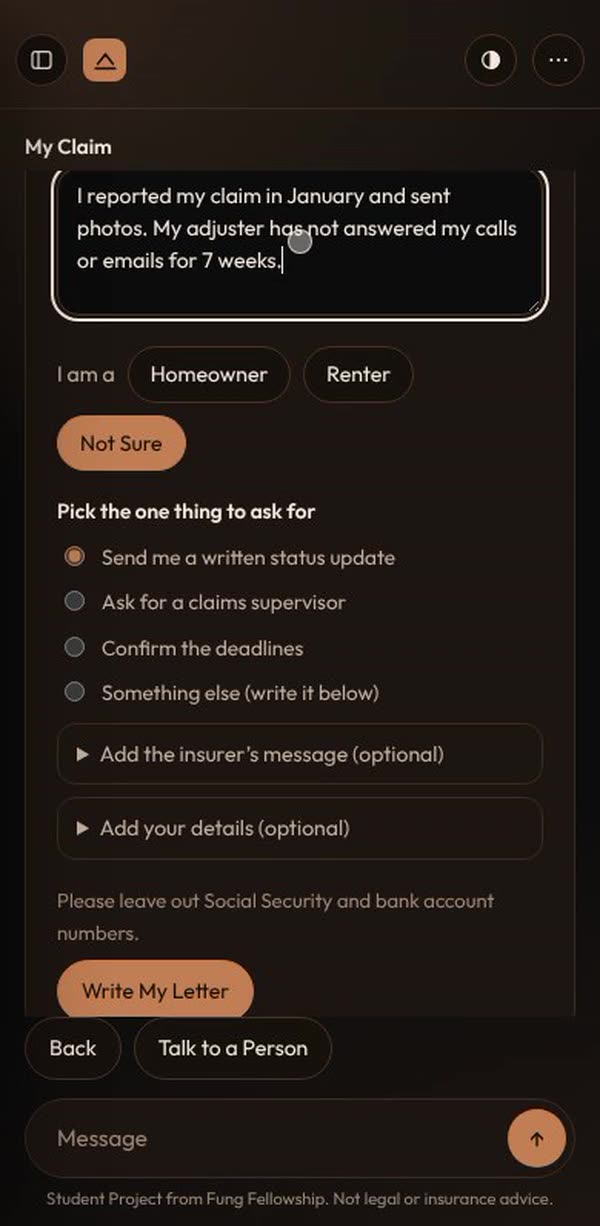 My Claim
I reported my claim in January and sent
photos. My adjuster has not answered my calls
or emails for 7 weeks.
I am a
Homeowner
Renter
Not Sure
Pick the one thing to ask for
Send me a written status update
Ask for a claims supervisor
Confirm the deadlines
Something else (write it below)
Add the insurer's message (optional)
Add your details (optional)
Please leave out Social Security and bank account
numbers.
Write My Letter
Back
Talk to a Person
Message
Student Project from Fung Fellowship. Not legal or insurance advice.